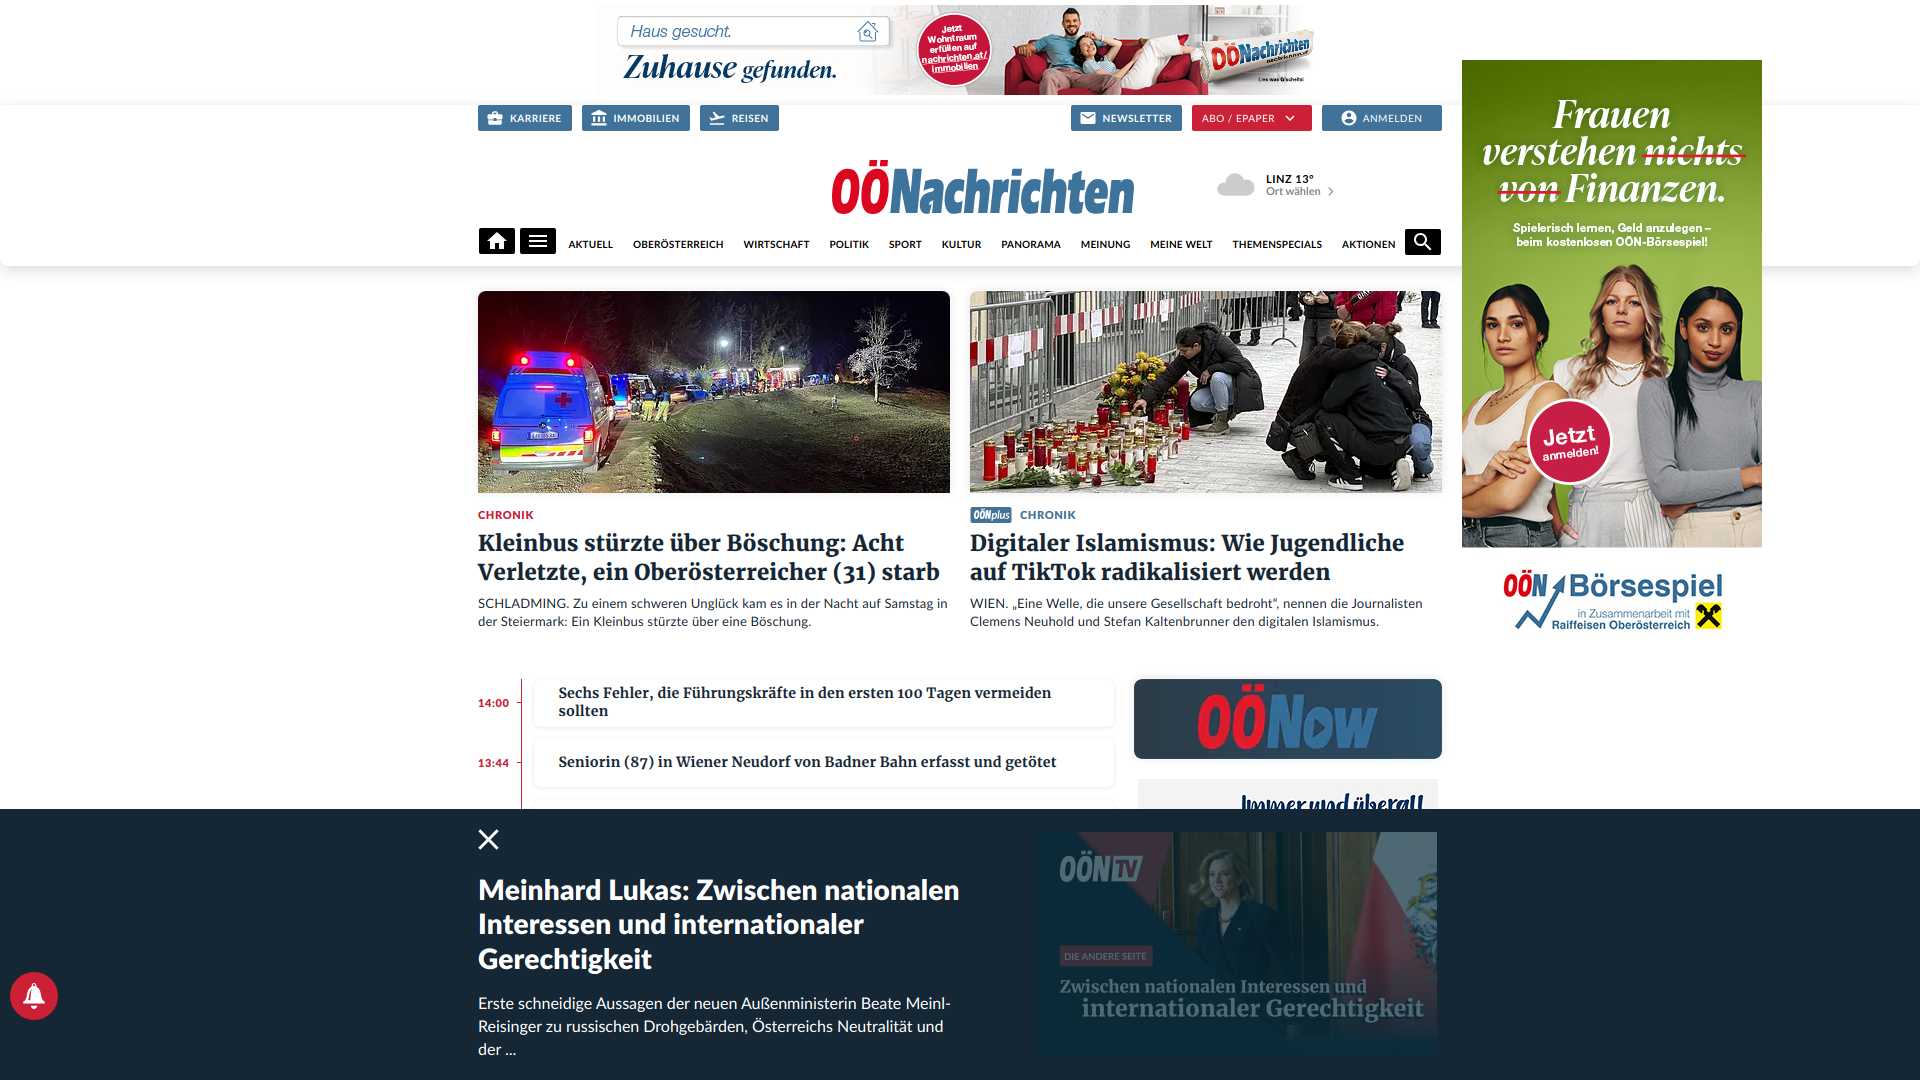 Haus gesucht.
Zuhause gefunden.
Jetzt
Wohntraum
erfüllen auf
nachrichten.at/
immobilien
OÖNachrichten
Lies was G'scheits!
KARRIERE
IMMOBILIEN
REISEN
NEWSLETTER
ABO / EPAPER
ANMELDEN
OÖNachrichten
LINZ 13°
Ort wählen
AKTUELL
OBERÖSTERREICH
WIRTSCHAFT
POLITIK
SPORT
KULTUR
PANORAMA
MEINUNG
MEINE WELT
THEMENSPECIALS
AKTIONEN
Frauen
verstehen nichts
von Finanzen.
Spielerisch lernen, Geld anzulegen –
beim kostenlosen OÖN-Börsespiel!
Jetzt
anmelden!
OÖN Börsespiel
in Zusammenarbeit mit
Raiffeisen Oberösterreich
CHRONIK
Kleinbus stürzte über Böschung: Acht
Verletzte, ein Oberösterreicher (31) starb
SCHLADMING. Zu einem schweren Unglück kam es in der Nacht auf Samstag in
der Steiermark: Ein Kleinbus stürzte über eine Böschung.
OÖNplus CHRONIK
Digitaler Islamismus: Wie Jugendliche
auf TikTok radikalisiert werden
WIEN. „Eine Welle, die unsere Gesellschaft bedroht“, nennen die Journalisten
Clemens Neuhold und Stefan Kaltenbrunner den digitalen Islamismus.
14:00
Sechs Fehler, die Führungskräfte in den ersten 100 Tagen vermeiden
sollten
13:44
Seniorin (87) in Wiener Neudorf von Badner Bahn erfasst und getötet
OÖNow
Immer und überall
Meinhard Lukas: Zwischen nationalen
Interessen und internationaler
Gerechtigkeit
Erste schneidige Aussagen der neuen Außenministerin Beate Meinl-
Reisinger zu russischen Drohgebärden, Österreichs Neutralität und
der ...
OÖN TV
DIE ANDERE SEITE
Zwischen nationalen Interessen und
internationaler Gerechtigkeit